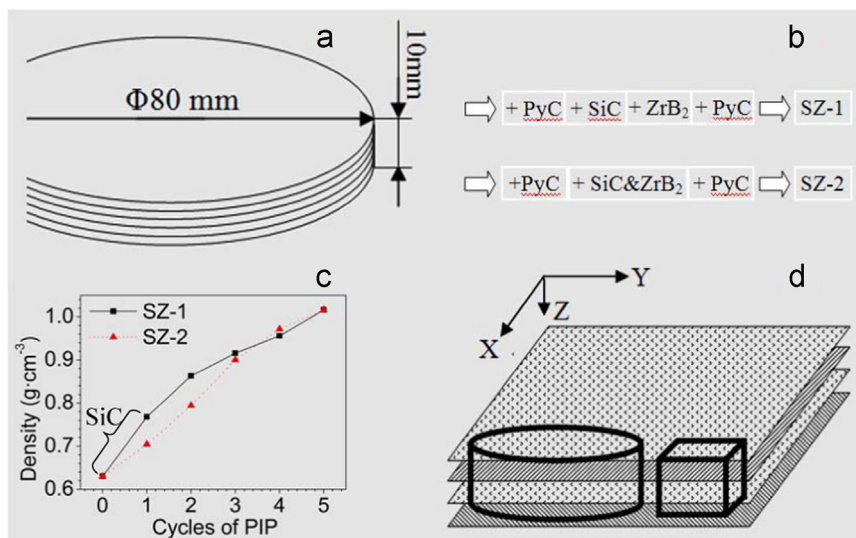 a
Φ80 mm
10mm
b
+ PyC + SiC + ZrB₂ + PyC SZ-1
+PyC + SiC&ZrB₂ + PyC SZ-2
c
SZ-1
SZ-2
SiC
Density (g·cm⁻³)
1.0
0.9
0.8
0.7
0.6
0 1 2 3 4 5
Cycles of PIP
d
Y
Z
X